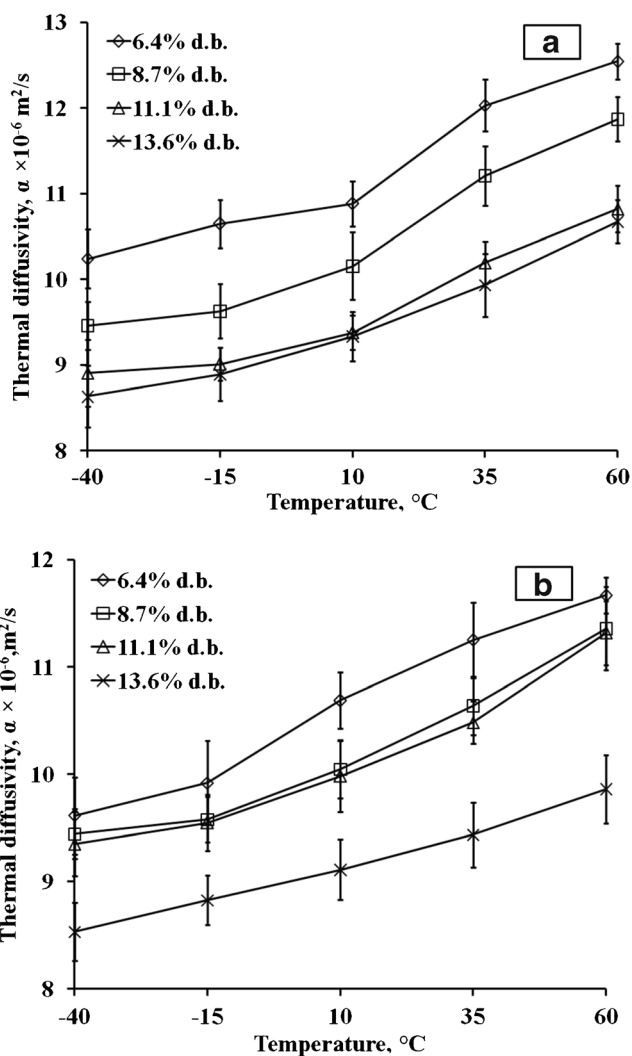 13
12
11
10
9
8
Thermal diffusivity, α ×10⁻⁶ m²/s
6.4% d.b.
8.7% d.b.
11.1% d.b.
13.6% d.b.
a
-40 -15 10 35 60
Temperature, °C
12
11
10
9
8
Thermal diffusivity, α × 10⁻⁶,m²/s
6.4% d.b.
8.7% d.b.
11.1% d.b.
13.6% d.b.
b
-40 -15 10 35 60
Temperature, °C